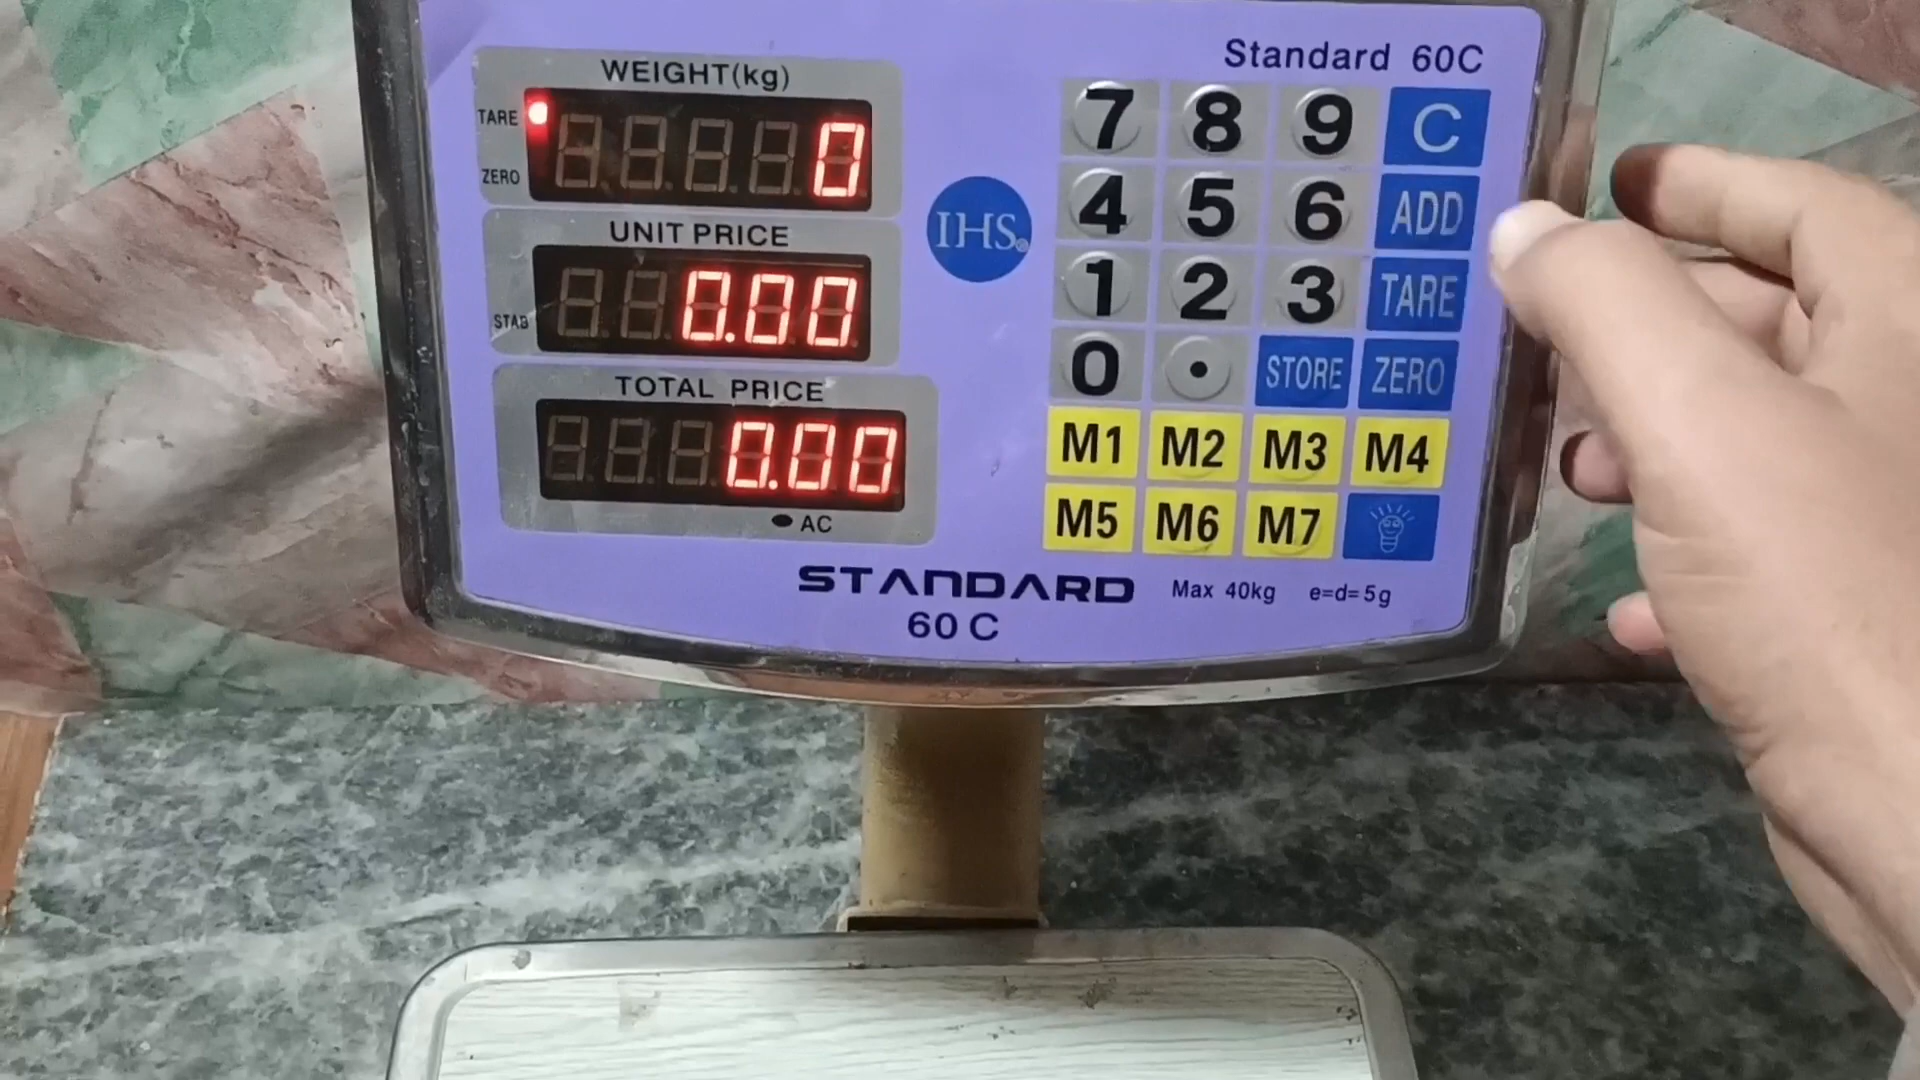 Standard 60C
WEIGHT(kg)
TARE
0
ZERO
UNIT PRICE
STAB
0.00
TOTAL PRICE
0.00
AC
IHS
7 8 9 C
4 5 6 ADD
1 2 3 TARE
0 . STORE ZERO
M1 M2 M3 M4
M5 M6 M7
STANDARD
60 C
Max 40kg e=d=5g